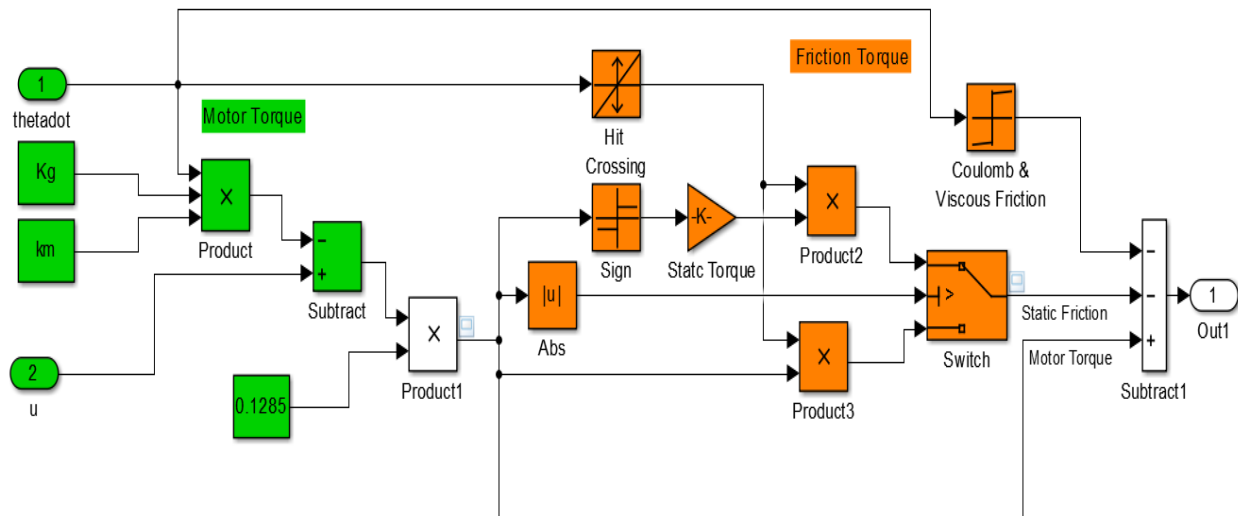 Friction Torque
1
thetadot
Motor Torque
Hit
Crossing
Coulomb &
Viscous Friction
Kg
km
X
Product
-K-
Sign
Statc Torque
X
Product2
−
+
Subtract
|u|
Abs
>
Switch
Static Friction
−
−
+
1
Out1
Motor Torque
Subtract1
2
u
0.1285
X
Product1
X
Product3